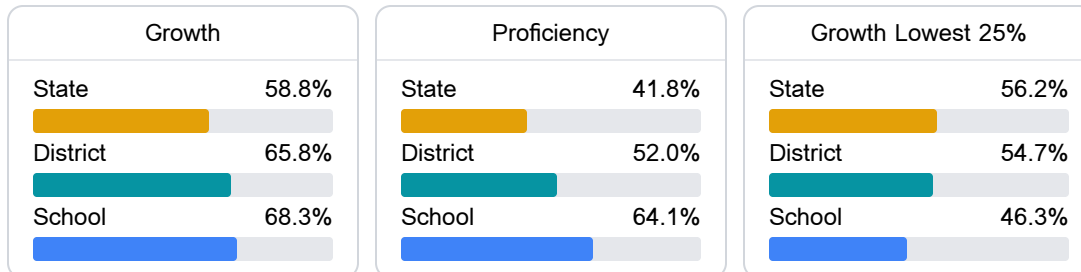 Growth
State 58.8%
District 65.8%
School 68.3%
Proficiency
State 41.8%
District 52.0%
School 64.1%
Growth Lowest 25%
State 56.2%
District 54.7%
School 46.3%